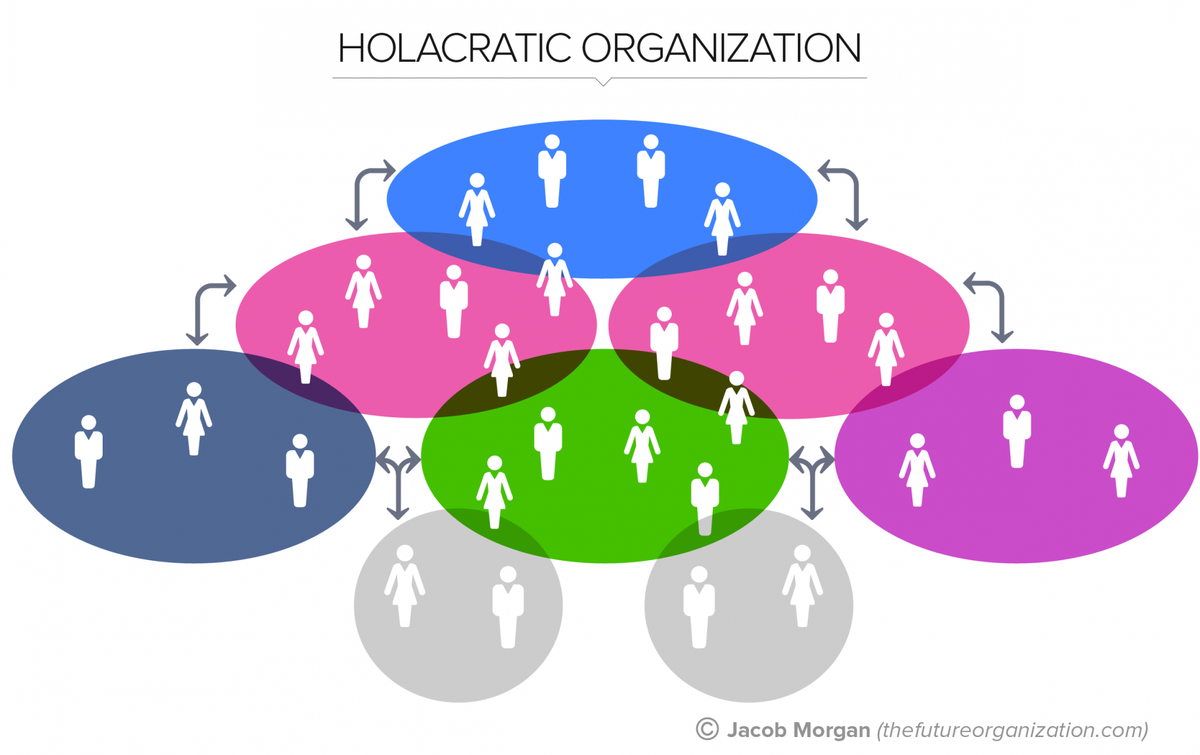 HOLACRATIC ORGANIZATION
© Jacob Morgan (thefutureorganization.com)